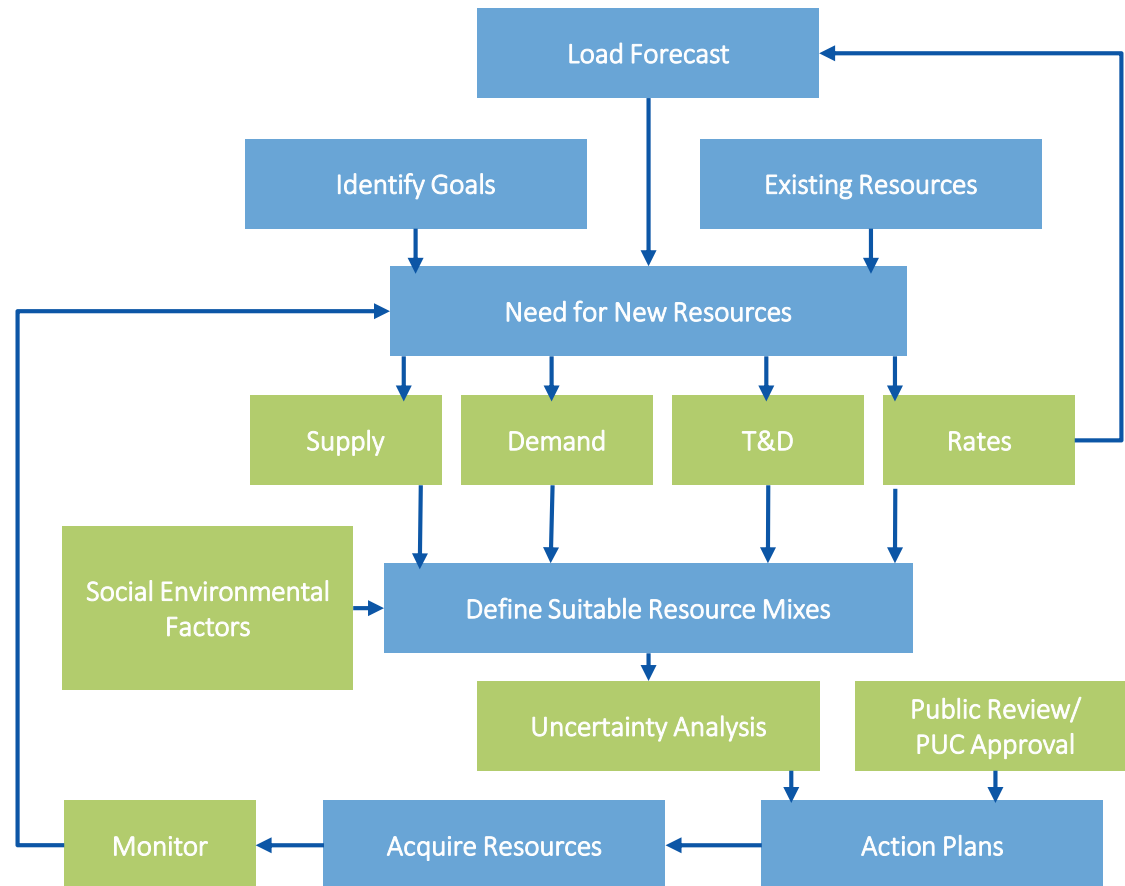 Load Forecast
Identify Goals
Existing Resources
Need for New Resources
Supply
Demand
T&D
Rates
Social Environmental
Factors
Define Suitable Resource Mixes
Uncertainty Analysis
Public Review/
PUC Approval
Monitor
Acquire Resources
Action Plans